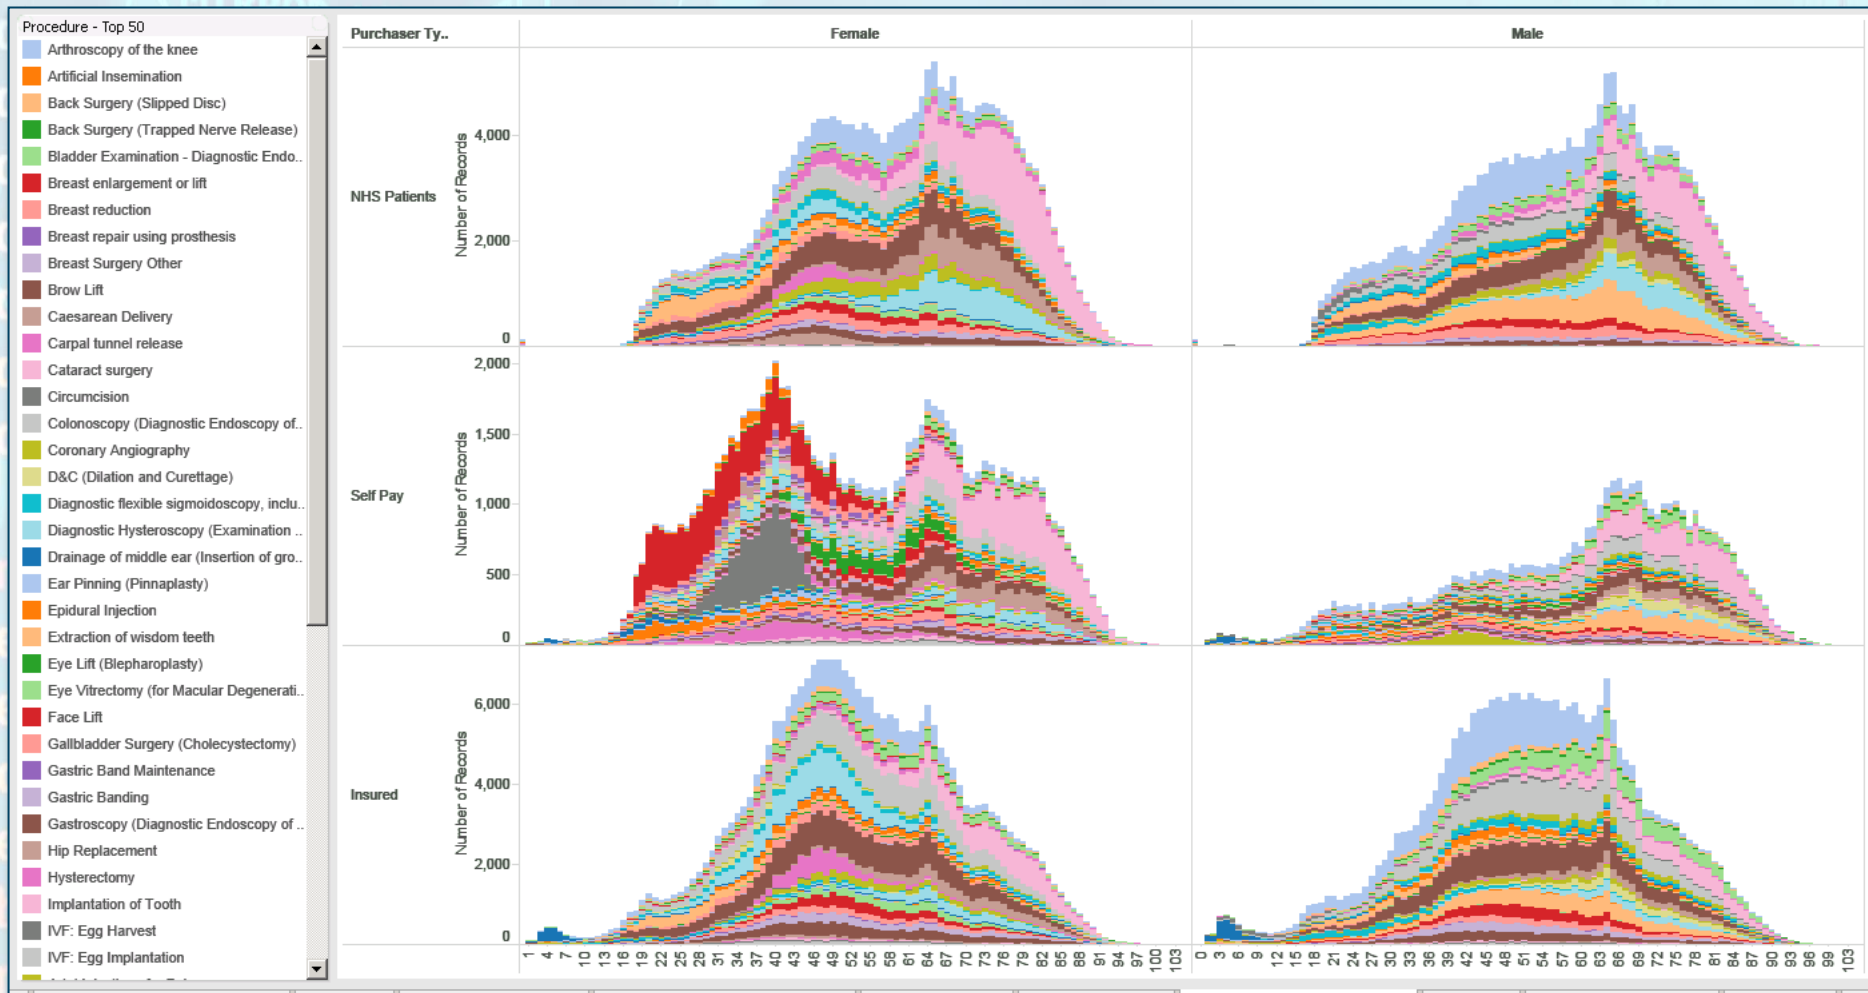 Procedure - Top 50
Arthroscopy of the knee
Artificial Insemination
Back Surgery (Slipped Disc)
Back Surgery (Trapped Nerve Release)
Bladder Examination - Diagnostic Endo..
Breast enlargement or lift
Breast reduction
Breast repair using prosthesis
Breast Surgery Other
Brow Lift
Caesarean Delivery
Carpal tunnel release
Cataract surgery
Circumcision
Colonoscopy (Diagnostic Endoscopy of..
Coronary Angiography
D&C (Dilation and Curettage)
Diagnostic flexible sigmoidoscopy, inclu..
Diagnostic Hysteroscopy (Examination ..
Drainage of middle ear (Insertion of gro..
Ear Pinning (Pinnaplasty)
Epidural Injection
Extraction of wisdom teeth
Eye Lift (Blepharoplasty)
Eye Vitrectomy (for Macular Degenerati..
Face Lift
Gallbladder Surgery (Cholecystectomy)
Gastric Band Maintenance
Gastric Banding
Gastroscopy (Diagnostic Endoscopy of ..
Hip Replacement
Hysterectomy
Implantation of Tooth
IVF: Egg Harvest
IVF: Egg Implantation
Purchaser Ty.. Female Male
NHS Patients
Number of Records
4,000
2,000
0
Self Pay
Number of Records
2,000
1,500
1,000
500
0
Insured
Number of Records
6,000
4,000
2,000
0
1 4 7 10 13 16 19 22 25 28 31 34 37 40 43 46 49 52 55 58 61 64 67 70 73 76 79 82 85 88 91 94 97 100 103
0 3 6 9 12 15 18 21 24 27 30 33 36 39 42 45 48 51 54 57 60 63 66 69 72 75 78 81 84 87 90 93 96 99 103